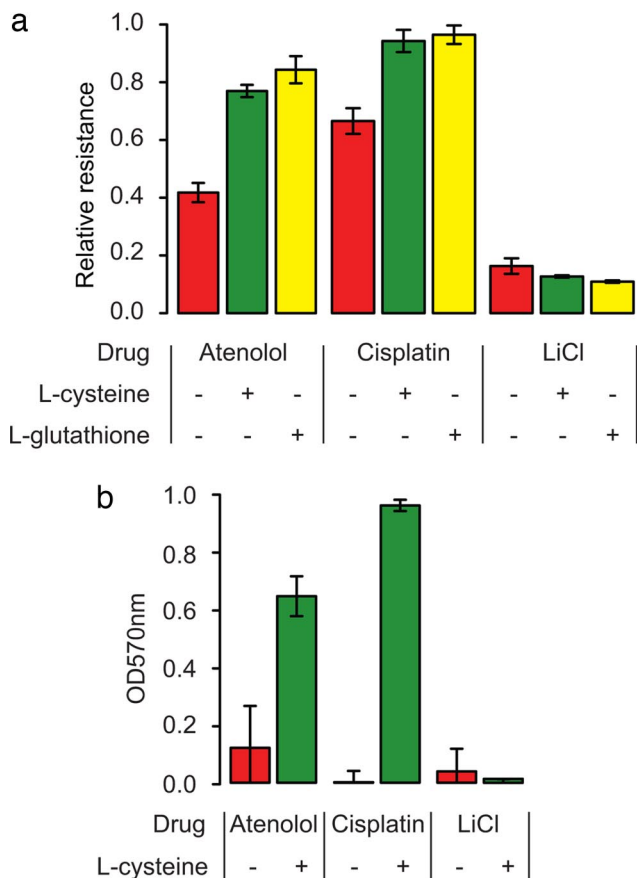 a
Relative resistance
1.0
0.8
0.6
0.4
0.2
0.0
Drug Atenolol Cisplatin LiCl
L-cysteine - + - - + - - + -
L-glutathione - - + - - + - - +
b
OD570nm
1.0
0.8
0.6
0.4
0.2
0.0
Drug Atenolol Cisplatin LiCl
L-cysteine - + - + - +